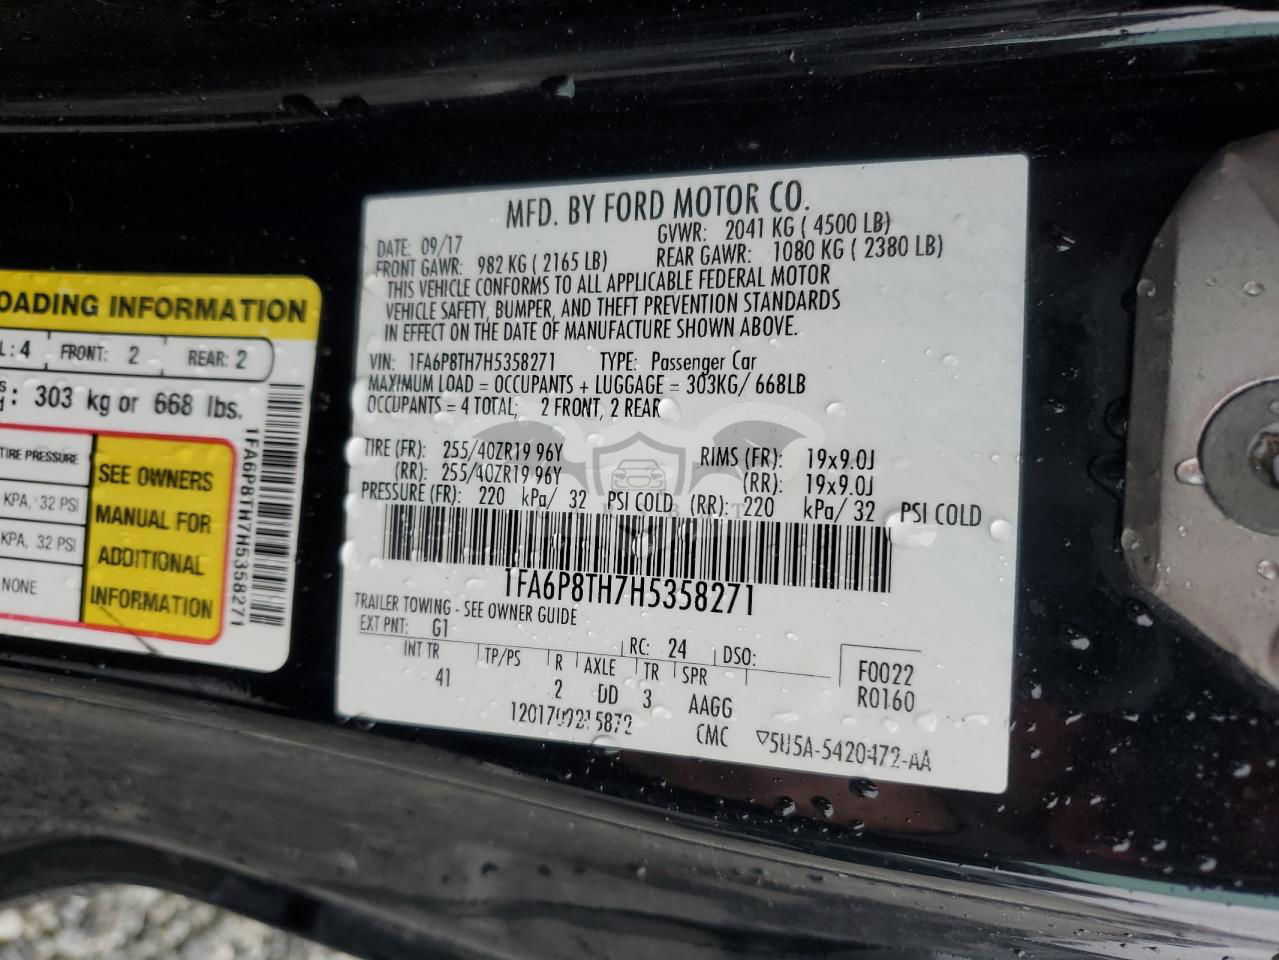 OADING INFORMATION
L: 4 FRONT: 2 REAR: 2
: 303 kg or 668 lbs.
TIRE PRESSURE
KPA, 32 PSI
KPA, 32 PSI
NONE
SEE OWNERS
MANUAL FOR
ADDITIONAL
INFORMATION
1FA6P8TH7H5358271
MFD. BY FORD MOTOR CO.
DATE: 09/17 GVWR: 2041 KG ( 4500 LB)
FRONT GAWR: 982 KG ( 2165 LB) REAR GAWR: 1080 KG ( 2380 LB)
THIS VEHICLE CONFORMS TO ALL APPLICABLE FEDERAL MOTOR
VEHICLE SAFETY, BUMPER, AND THEFT PREVENTION STANDARDS
IN EFFECT ON THE DATE OF MANUFACTURE SHOWN ABOVE.
VIN: 1FA6P8TH7H5358271 TYPE: Passenger Car
MAXIMUM LOAD = OCCUPANTS + LUGGAGE = 303KG/ 668LB
OCCUPANTS = 4 TOTAL; 2 FRONT, 2 REAR
TIRE (FR): 255/40ZR19 96Y RIMS (FR): 19x9.0J
(RR): 255/40ZR19 96Y (RR): 19x9.0J
PRESSURE (FR): 220 kPa/ 32 PSI COLD (RR): 220 kPa/ 32 PSI COLD
1FA6P8TH7H5358271
TRAILER TOWING - SEE OWNER GUIDE
EXT PNT: G1 RC: 24 DSO:
INT TR TP/PS R AXLE TR SPR F0022
41 2 DD 3 AAGG R0160
1201709215872 CMC ▽5U5A-5420472-AA